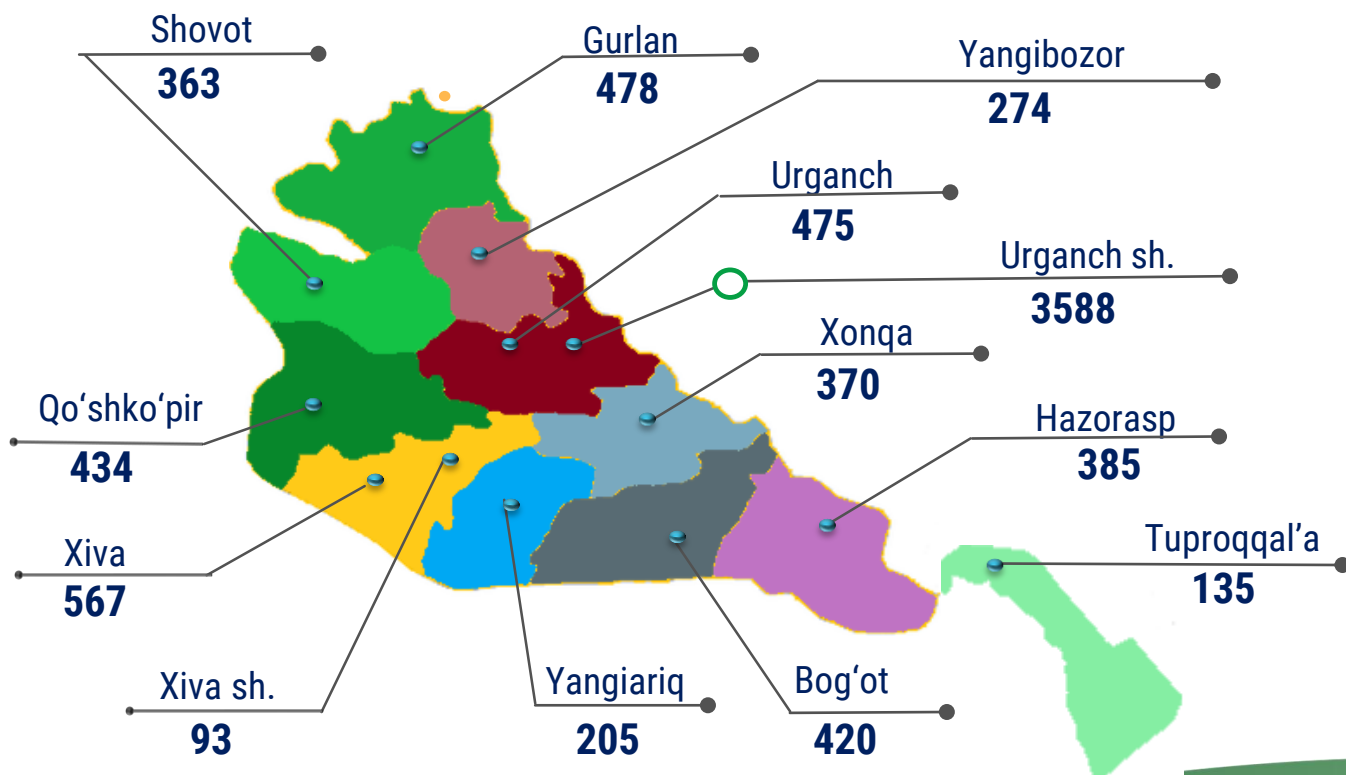 Shovot
363
Gurlan
478
Yangibozor
274
Urganch
475
Urganch sh.
3588
Xonqa
370
Qo‘shko‘pir
434
Hazorasp
385
Xiva
567
Tuproqqal’a
135
Xiva sh.
93
Yangiariq
205
Bog‘ot
420